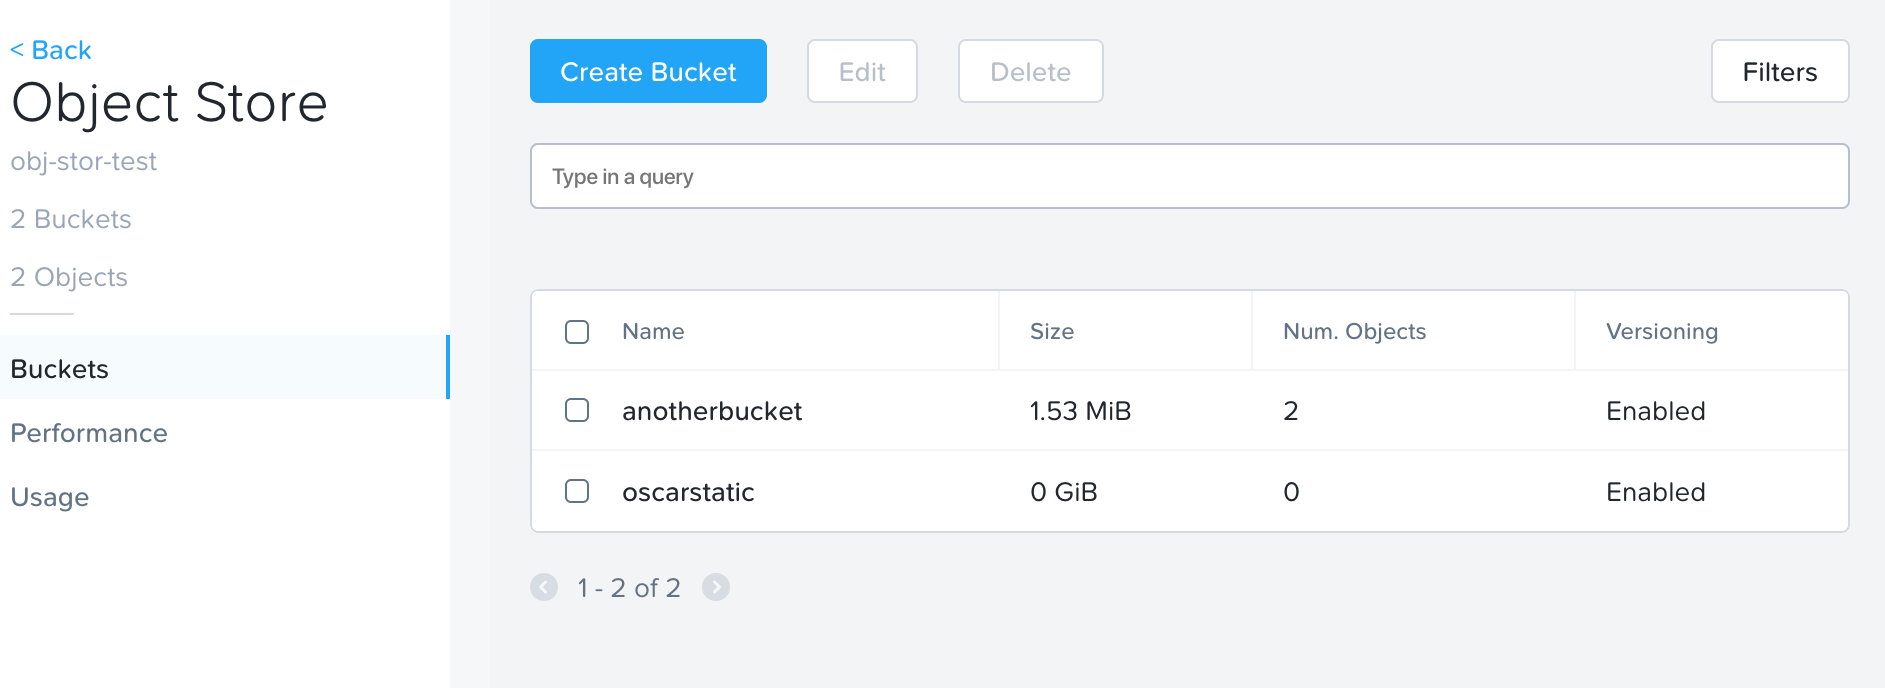 < Back
Object Store
obj-stor-test
2 Buckets
2 Objects
Buckets
Performance
Usage
Create Bucket Edit Delete Filters
Type in a query
Name Size Num. Objects Versioning
anotherbucket 1.53 MiB 2 Enabled
oscarstatic 0 GiB 0 Enabled
1 - 2 of 2